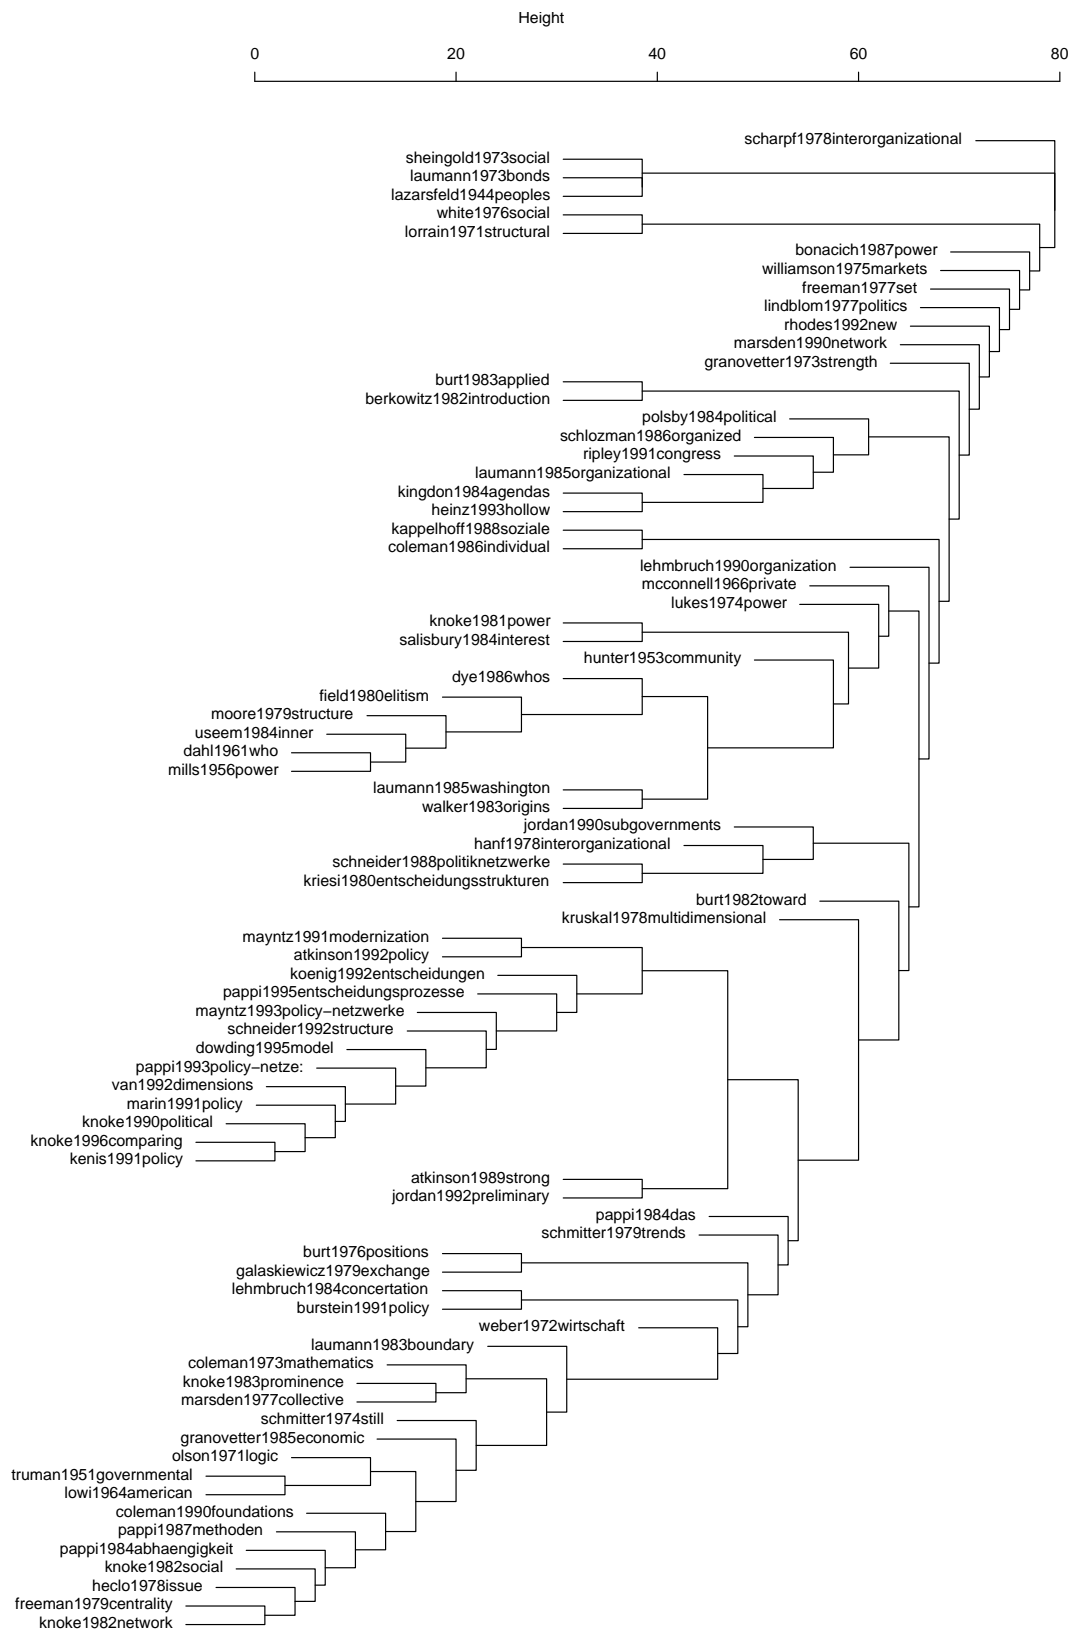 Height
0 20 40 60 80
scharpf1978interorganizational
sheingold1973social
laumann1973bonds
lazarsfeld1944peoples
white1976social
lorrain1971structural
bonacich1987power
williamson1975markets
freeman1977set
lindblom1977politics
rhodes1992new
marsden1990network
granovetter1973strength
burt1983applied
berkowitz1982introduction
polsby1984political
schlozman1986organized
ripley1991congress
laumann1985organizational
kingdon1984agendas
heinz1993hollow
kappelhoff1988soziale
coleman1986individual
lehmbruch1990organization
mcconnell1966private
lukes1974power
knoke1981power
salisbury1984interest
hunter1953community
dye1986whos
field1980elitism
moore1979structure
useem1984inner
dahl1961who
mills1956power
laumann1985washington
walker1983origins
jordan1990subgovernments
hanf1978interorganizational
schneider1988politiknetzwerke
kriesi1980entscheidungsstrukturen
burt1982toward
kruskal1978multidimensional
mayntz1991modernization
atkinson1992policy
koenig1992entscheidungen
pappi1995entscheidungsprozesse
mayntz1993policy−netzwerke
schneider1992structure
dowding1995model
pappi1993policy−netze:
van1992dimensions
marin1991policy
knoke1990political
knoke1996comparing
kenis1991policy
atkinson1989strong
jordan1992preliminary
pappi1984das
schmitter1979trends
burt1976positions
galaskiewicz1979exchange
lehmbruch1984concertation
burstein1991policy
weber1972wirtschaft
laumann1983boundary
coleman1973mathematics
knoke1983prominence
marsden1977collective
schmitter1974still
granovetter1985economic
olson1971logic
truman1951governmental
lowi1964american
coleman1990foundations
pappi1987methoden
pappi1984abhaengigkeit
knoke1982social
heclo1978issue
freeman1979centrality
knoke1982network